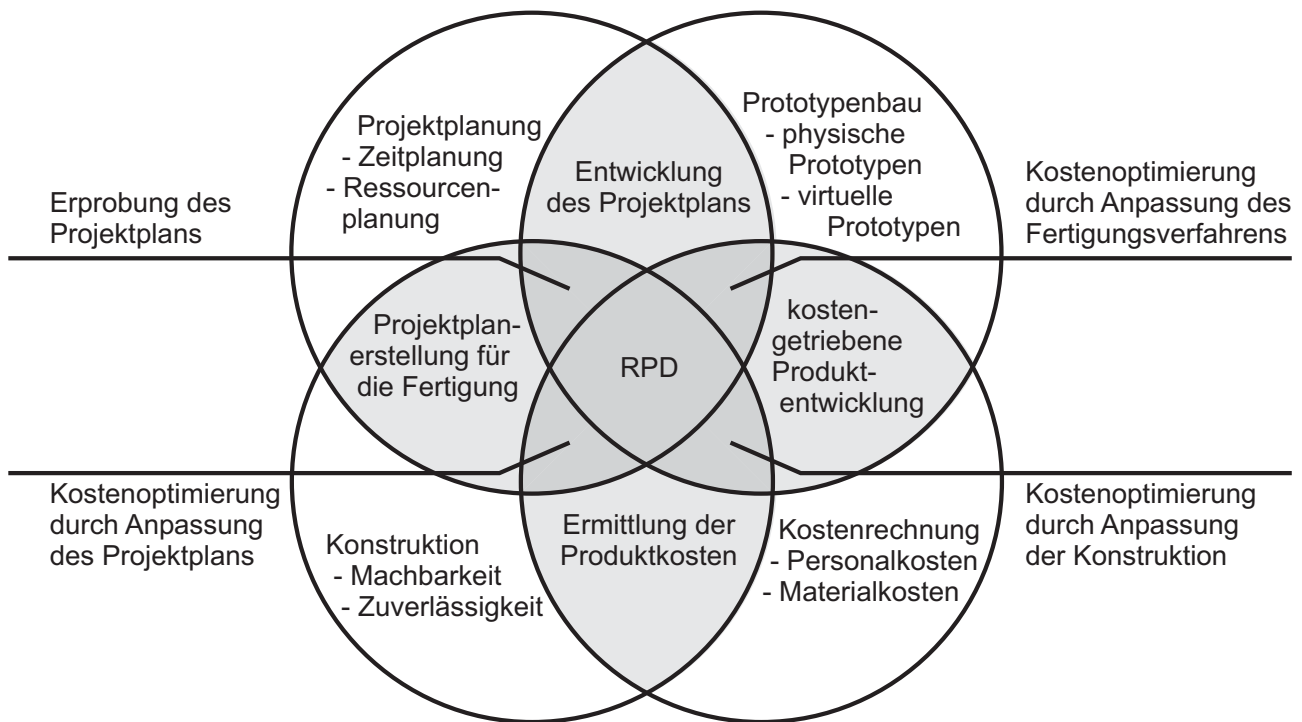 Projektplanung
- Zeitplanung
- Ressourcen-
planung
Entwicklung
des Projektplans
Prototypenbau
- physische
Prototypen
- virtuelle
Prototypen
Erprobung des
Projektplans
Kostenoptimierung
durch Anpassung des
Fertigungsverfahrens
Projektplan-
erstellung für
die Fertigung
RPD
kosten-
getriebene
Produkt-
entwicklung
Kostenoptimierung
durch Anpassung
des Projektplans
Konstruktion
- Machbarkeit
- Zuverlässigkeit
Ermittlung der
Produktkosten
Kostenrechnung
- Personalkosten
- Materialkosten
Kostenoptimierung
durch Anpassung
der Konstruktion